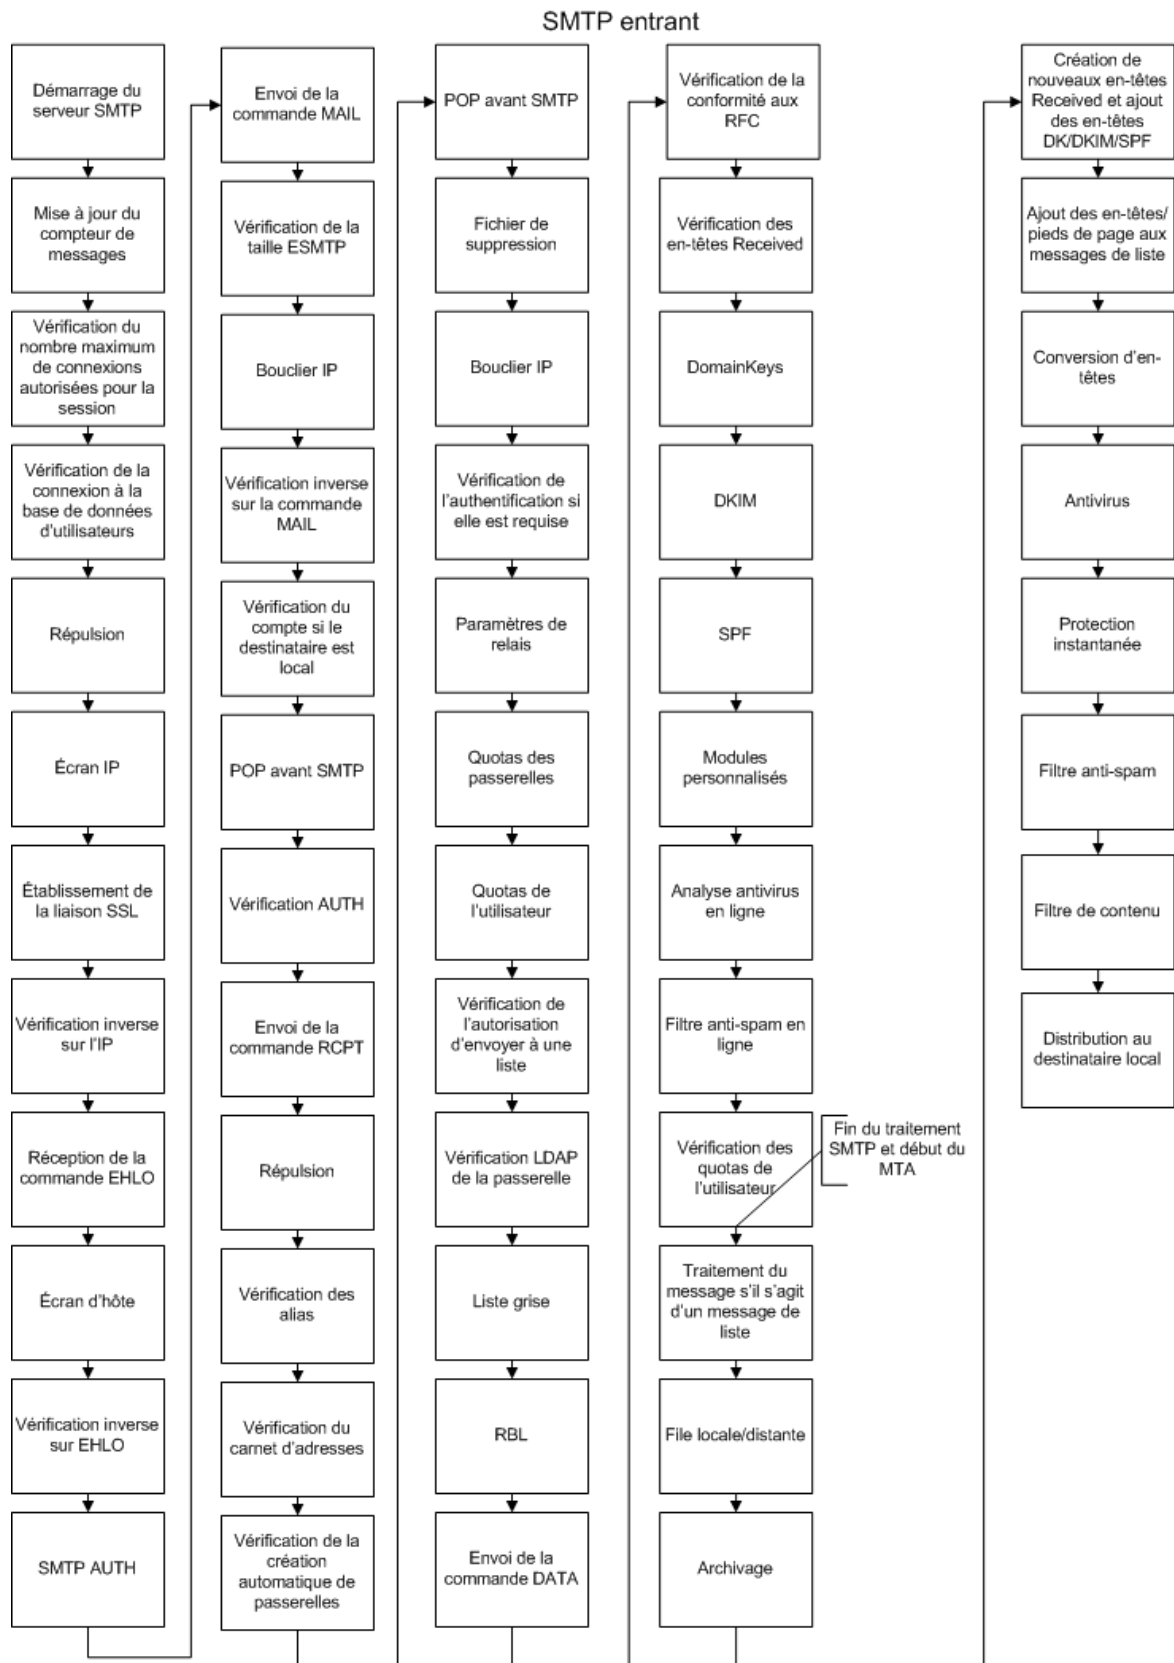 SMTP entrant
Démarrage du
serveur SMTP
Mise à jour du
compteur de
messages
Vérification du
nombre maximum
de connexions
autorisées pour la
session
Vérification de la
connexion à la
base de données
d'utilisateurs
Répulsion
Écran IP
Établissement de
la liaison SSL
Vérification inverse
sur l'IP
Réception de la
commande EHLO
Écran d'hôte
Vérification inverse
sur EHLO
SMTP AUTH
Envoi de la
commande MAIL
Vérification de la
taille ESMTP
Bouclier IP
Vérification inverse
sur la commande
MAIL
Vérification du
compte si le
destinataire est
local
POP avant SMTP
Vérification AUTH
Envoi de la
commande RCPT
Répulsion
Vérification des
alias
Vérification du
carnet d'adresses
Vérification de la
création
automatique de
passerelles
POP avant SMTP
Fichier de
suppression
Bouclier IP
Vérification de
l'authentification si
elle est requise
Paramètres de
relais
Quotas des
passerelles
Quotas de
l'utilisateur
Vérification de
l'autorisation
d'envoyer à une
liste
Vérification LDAP
de la passerelle
Liste grise
RBL
Envoi de la
commande DATA
Vérification de la
conformité aux
RFC
Vérification des
en-têtes Received
DomainKeys
DKIM
SPF
Modules
personnalisés
Analyse antivirus
en ligne
Filtre anti-spam en
ligne
Vérification des
quotas de
l'utilisateur
Fin du traitement
SMTP et début du
MTA
Traitement du
message s'il s'agit
d'un message de
liste
File locale/distante
Archivage
Création de
nouveaux en-têtes
Received et ajout
des en-têtes
DK/DKIM/SPF
Ajout des en-têtes/
pieds de page aux
messages de liste
Conversion d'en-
têtes
Antivirus
Protection
instantanée
Filtre anti-spam
Filtre de contenu
Distribution au
destinataire local